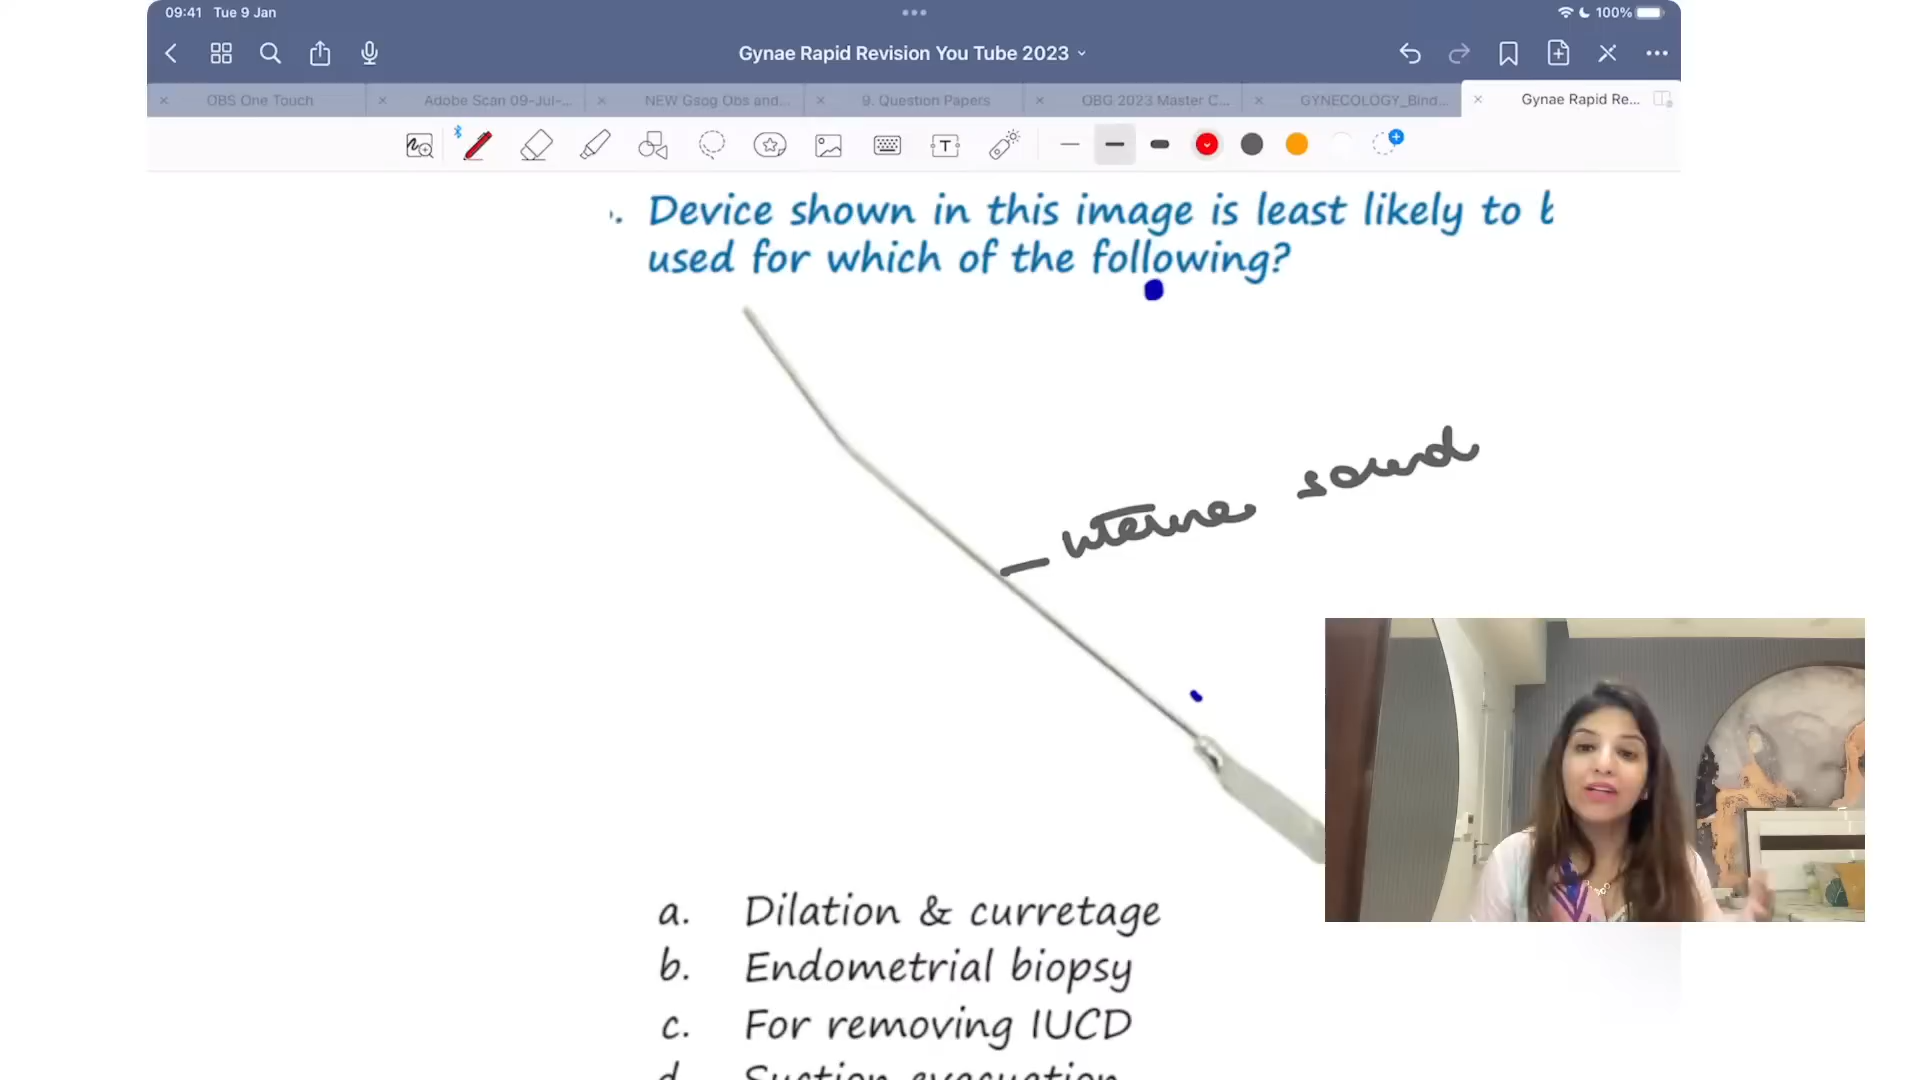 09:41 Tue 9 Jan
100%
Gynae Rapid Revision You Tube 2023
OBS One Touch
Adobe Scan 09-Jul-...
NEW Gsog Obs and...
9. Question Papers
OBG 2023 Master C...
GYNECOLOGY_Bind...
Gynae Rapid Re...
T
Device shown in this image is least likely to
used for which of the following?
uterine sound
a. Dilation & curretage
b. Endometrial biopsy
c. For removing IUCD
d. Suction evacuation